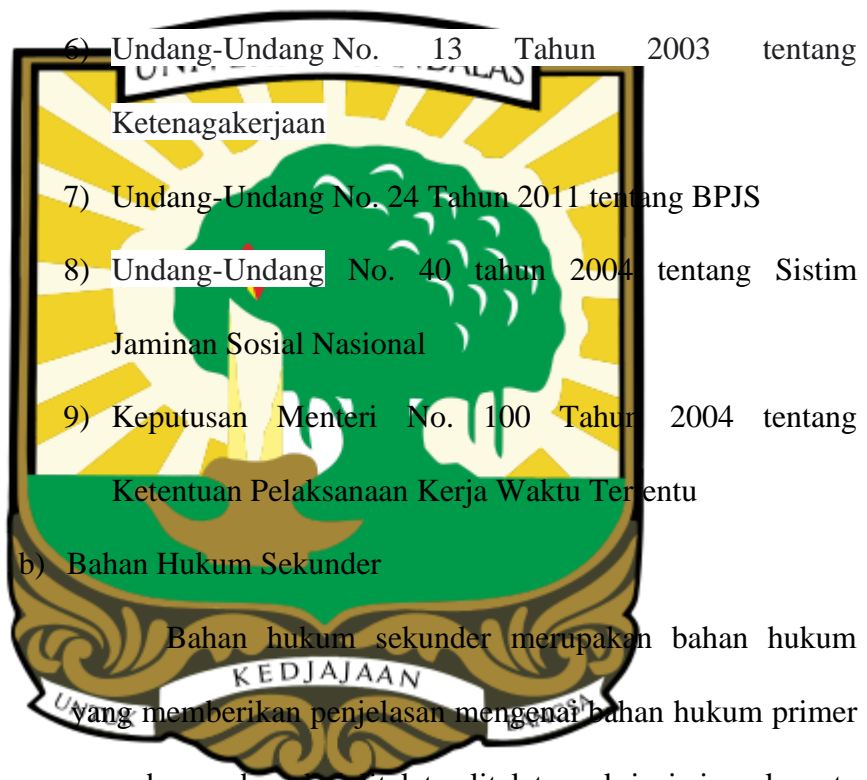 6) Undang-Undang No. 13 Tahun 2003 tentang
Ketenagakerjaan
7) Undang-Undang No. 24 Tahun 2011 tentang BPJS
8) Undang-Undang No. 40 tahun 2004 tentang Sistim
Jaminan Sosial Nasional
9) Keputusan Menteri No. 100 Tahun 2004 tentang
Ketentuan Pelaksanaan Kerja Waktu Tertentu
b) Bahan Hukum Sekunder
Bahan hukum sekunder merupakan bahan hukum
KEDJAJAAN
UNTUK BANGSA
yang memberikan penjelasan mengenai bahan hukum primer